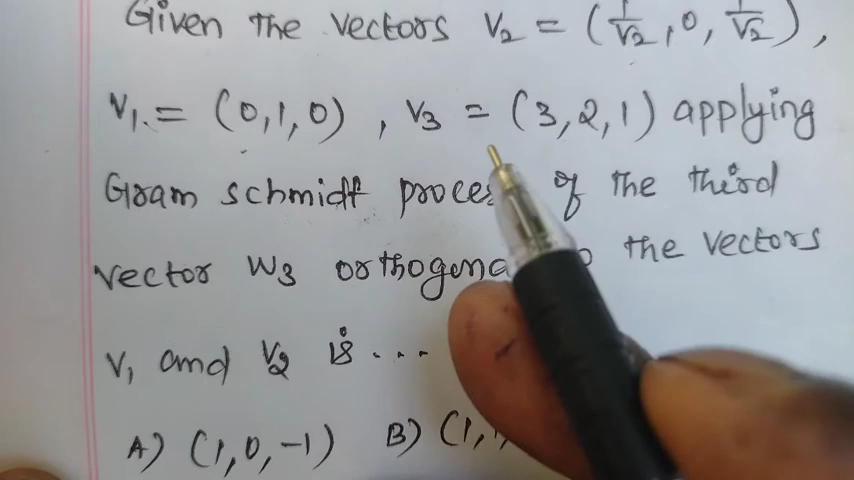 Given the vectors V₂ = (1/√2, 0, 1/√2),
V₁ = (0,1,0) , V₃ = (3,2,1) applying
Gram schmidt proces of the third
vector W₃ orthogona the vectors
V₁ and V₂ is ...
A) (1,0,-1) B) (1,